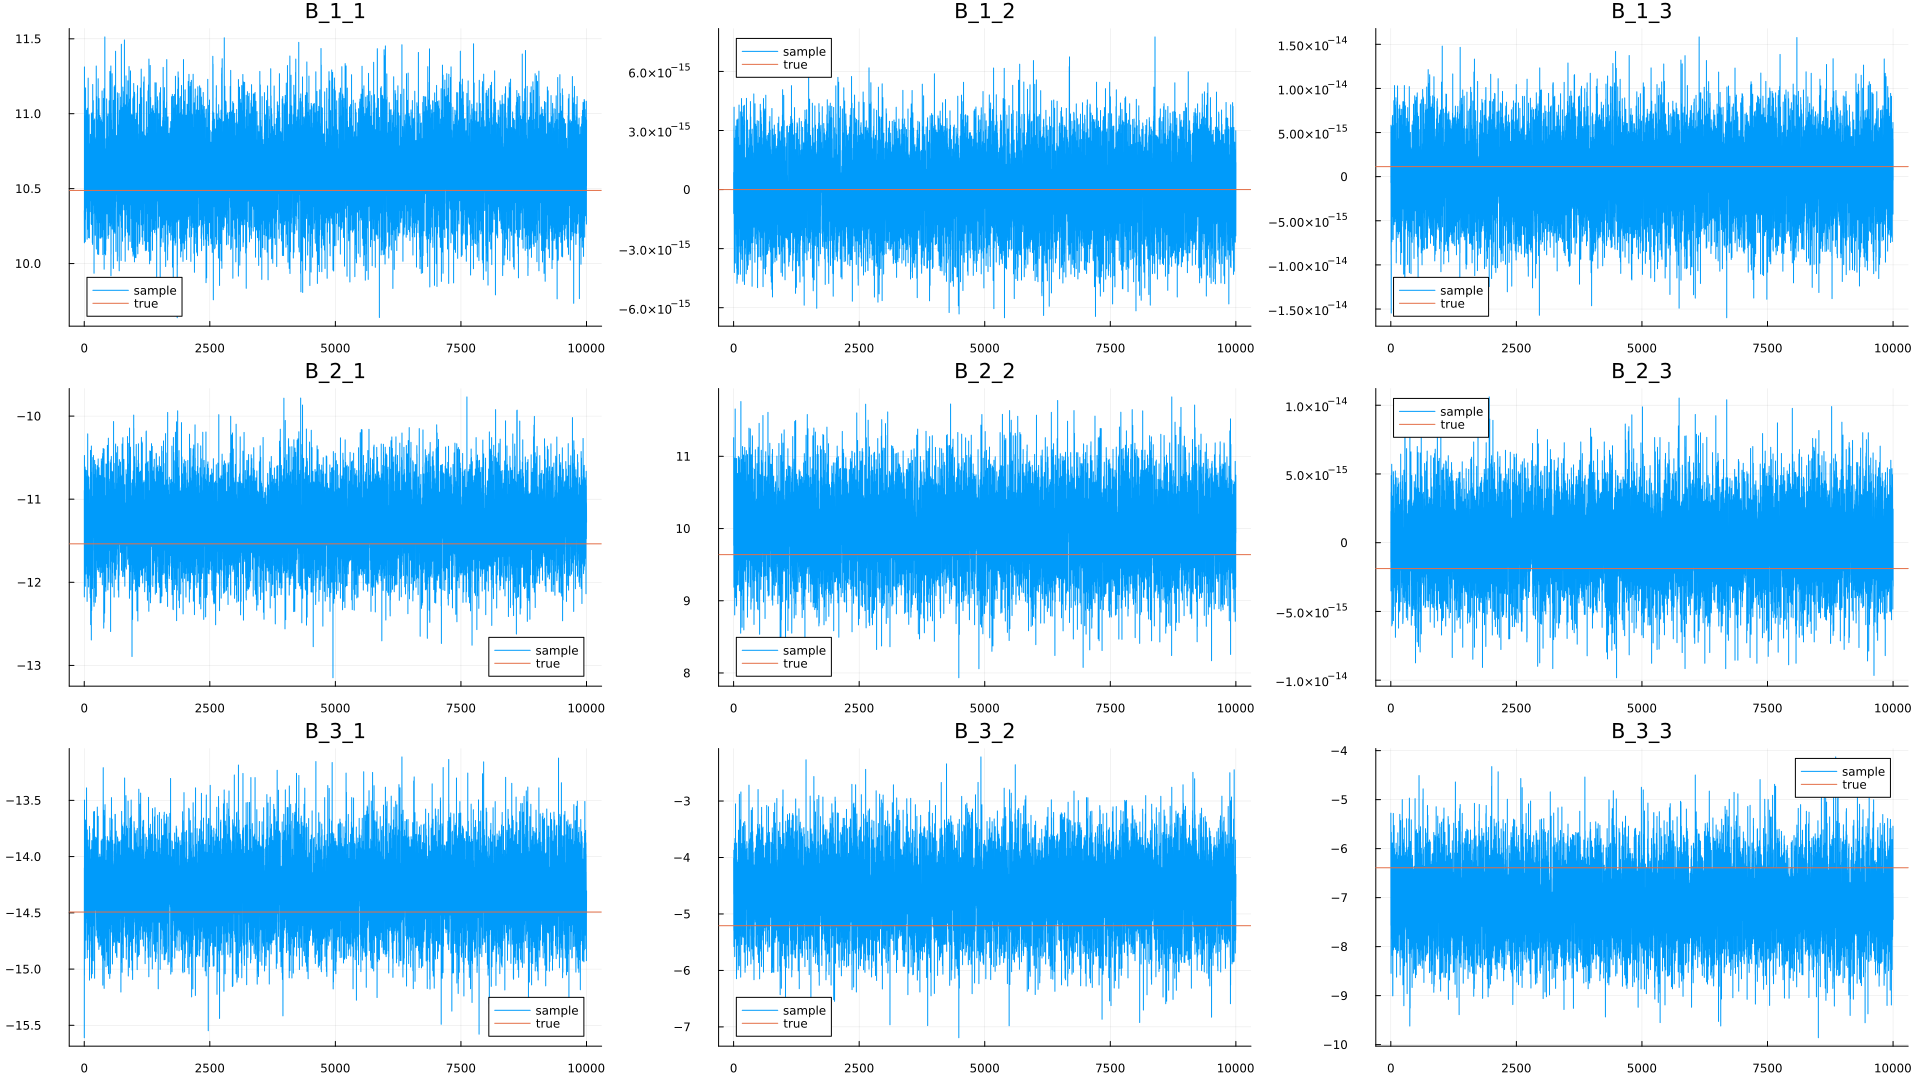 B_1_1
11.5
11.0
10.5
10.0
sample
true
0 2500 5000 7500 10000
B_1_2
6.0×10⁻¹⁵
3.0×10⁻¹⁵
0
−3.0×10⁻¹⁵
−6.0×10⁻¹⁵
sample
true
0 2500 5000 7500 10000
B_1_3
1.50×10⁻¹⁴
1.00×10⁻¹⁴
5.00×10⁻¹⁵
0
−5.00×10⁻¹⁵
−1.00×10⁻¹⁴
−1.50×10⁻¹⁴
sample
true
0 2500 5000 7500 10000
B_2_1
−10
−11
−12
−13
sample
true
0 2500 5000 7500 10000
B_2_2
11
10
9
8
sample
true
0 2500 5000 7500 10000
B_2_3
1.0×10⁻¹⁴
5.0×10⁻¹⁵
0
−5.0×10⁻¹⁵
−1.0×10⁻¹⁴
sample
true
0 2500 5000 7500 10000
B_3_1
−13.5
−14.0
−14.5
−15.0
−15.5
sample
true
0 2500 5000 7500 10000
B_3_2
−3
−4
−5
−6
−7
sample
true
0 2500 5000 7500 10000
B_3_3
−4
−5
−6
−7
−8
−9
−10
sample
true
0 2500 5000 7500 10000